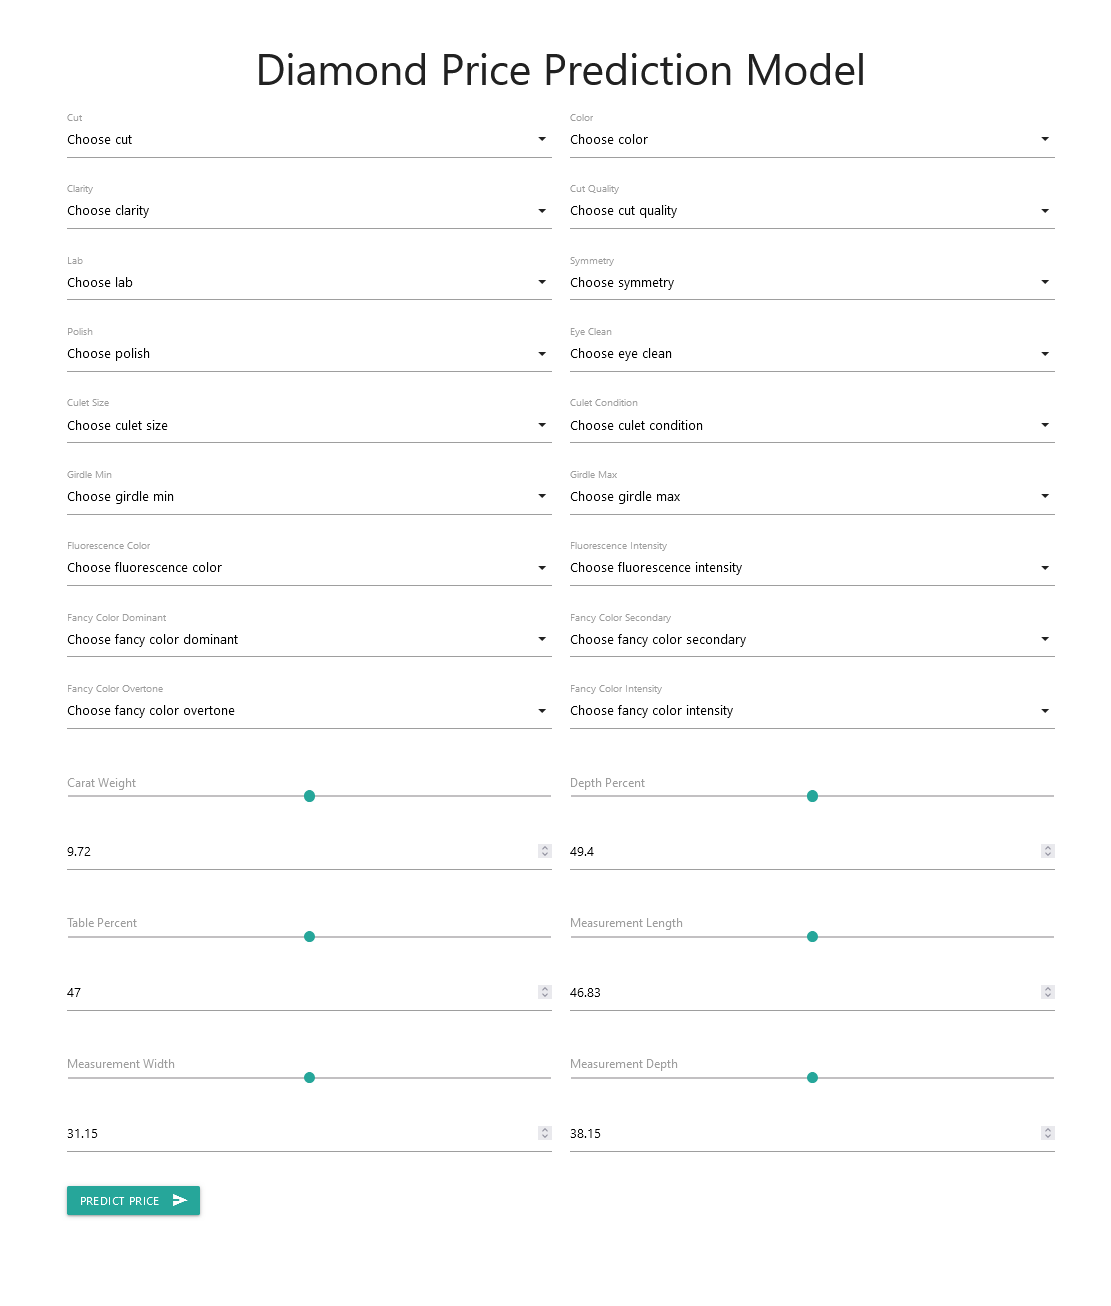 Diamond Price Prediction Model
Cut
Color
Choose cut
Choose color
Clarity
Cut Quality
Choose clarity
Choose cut quality
Lab
Symmetry
Choose lab
Choose symmetry
Polish
Eye Clean
Choose polish
Choose eye clean
Culet Size
Culet Condition
Choose culet size
Choose culet condition
Girdle Min
Girdle Max
Choose girdle min
Choose girdle max
Fluorescence Color
Fluorescence Intensity
Choose fluorescence color
Choose fluorescence intensity
Fancy Color Dominant
Fancy Color Secondary
Choose fancy color dominant
Choose fancy color secondary
Fancy Color Overtone
Fancy Color Intensity
Choose fancy color overtone
Choose fancy color intensity
Carat Weight
Depth Percent
9.72
49.4
Table Percent
Measurement Length
47
46.83
Measurement Width
Measurement Depth
31.15
38.15
PREDICT PRICE